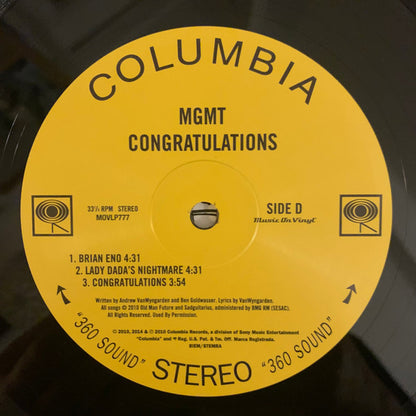 COLUMBIA
MGMT
CONGRATULATIONS
33⅓ RPM STEREO
MOVLP777
SIDE D
Music On Vinyl
1. BRIAN ENO 4:31
2. LADY DADA'S NIGHTMARE 4:31
3. CONGRATULATIONS 3:54
Written by Andrew VanWyngarden and Ben Goldwasser. Lyrics by VanWyngarden.
All songs © 2010 Old Man Future and Sadguitarius, administered by BMG RM (SESAC).
All Rights Reserved. Used By Permission.
℗ 2010, 2014 & © 2010 Columbia Records, a division of Sony Music Entertainment
"Columbia" and ® Reg. U.S. Pat. & Tm. Off. Marca Registrada.
BIEM/STEMRA
"360 SOUND" STEREO "360 SOUND"